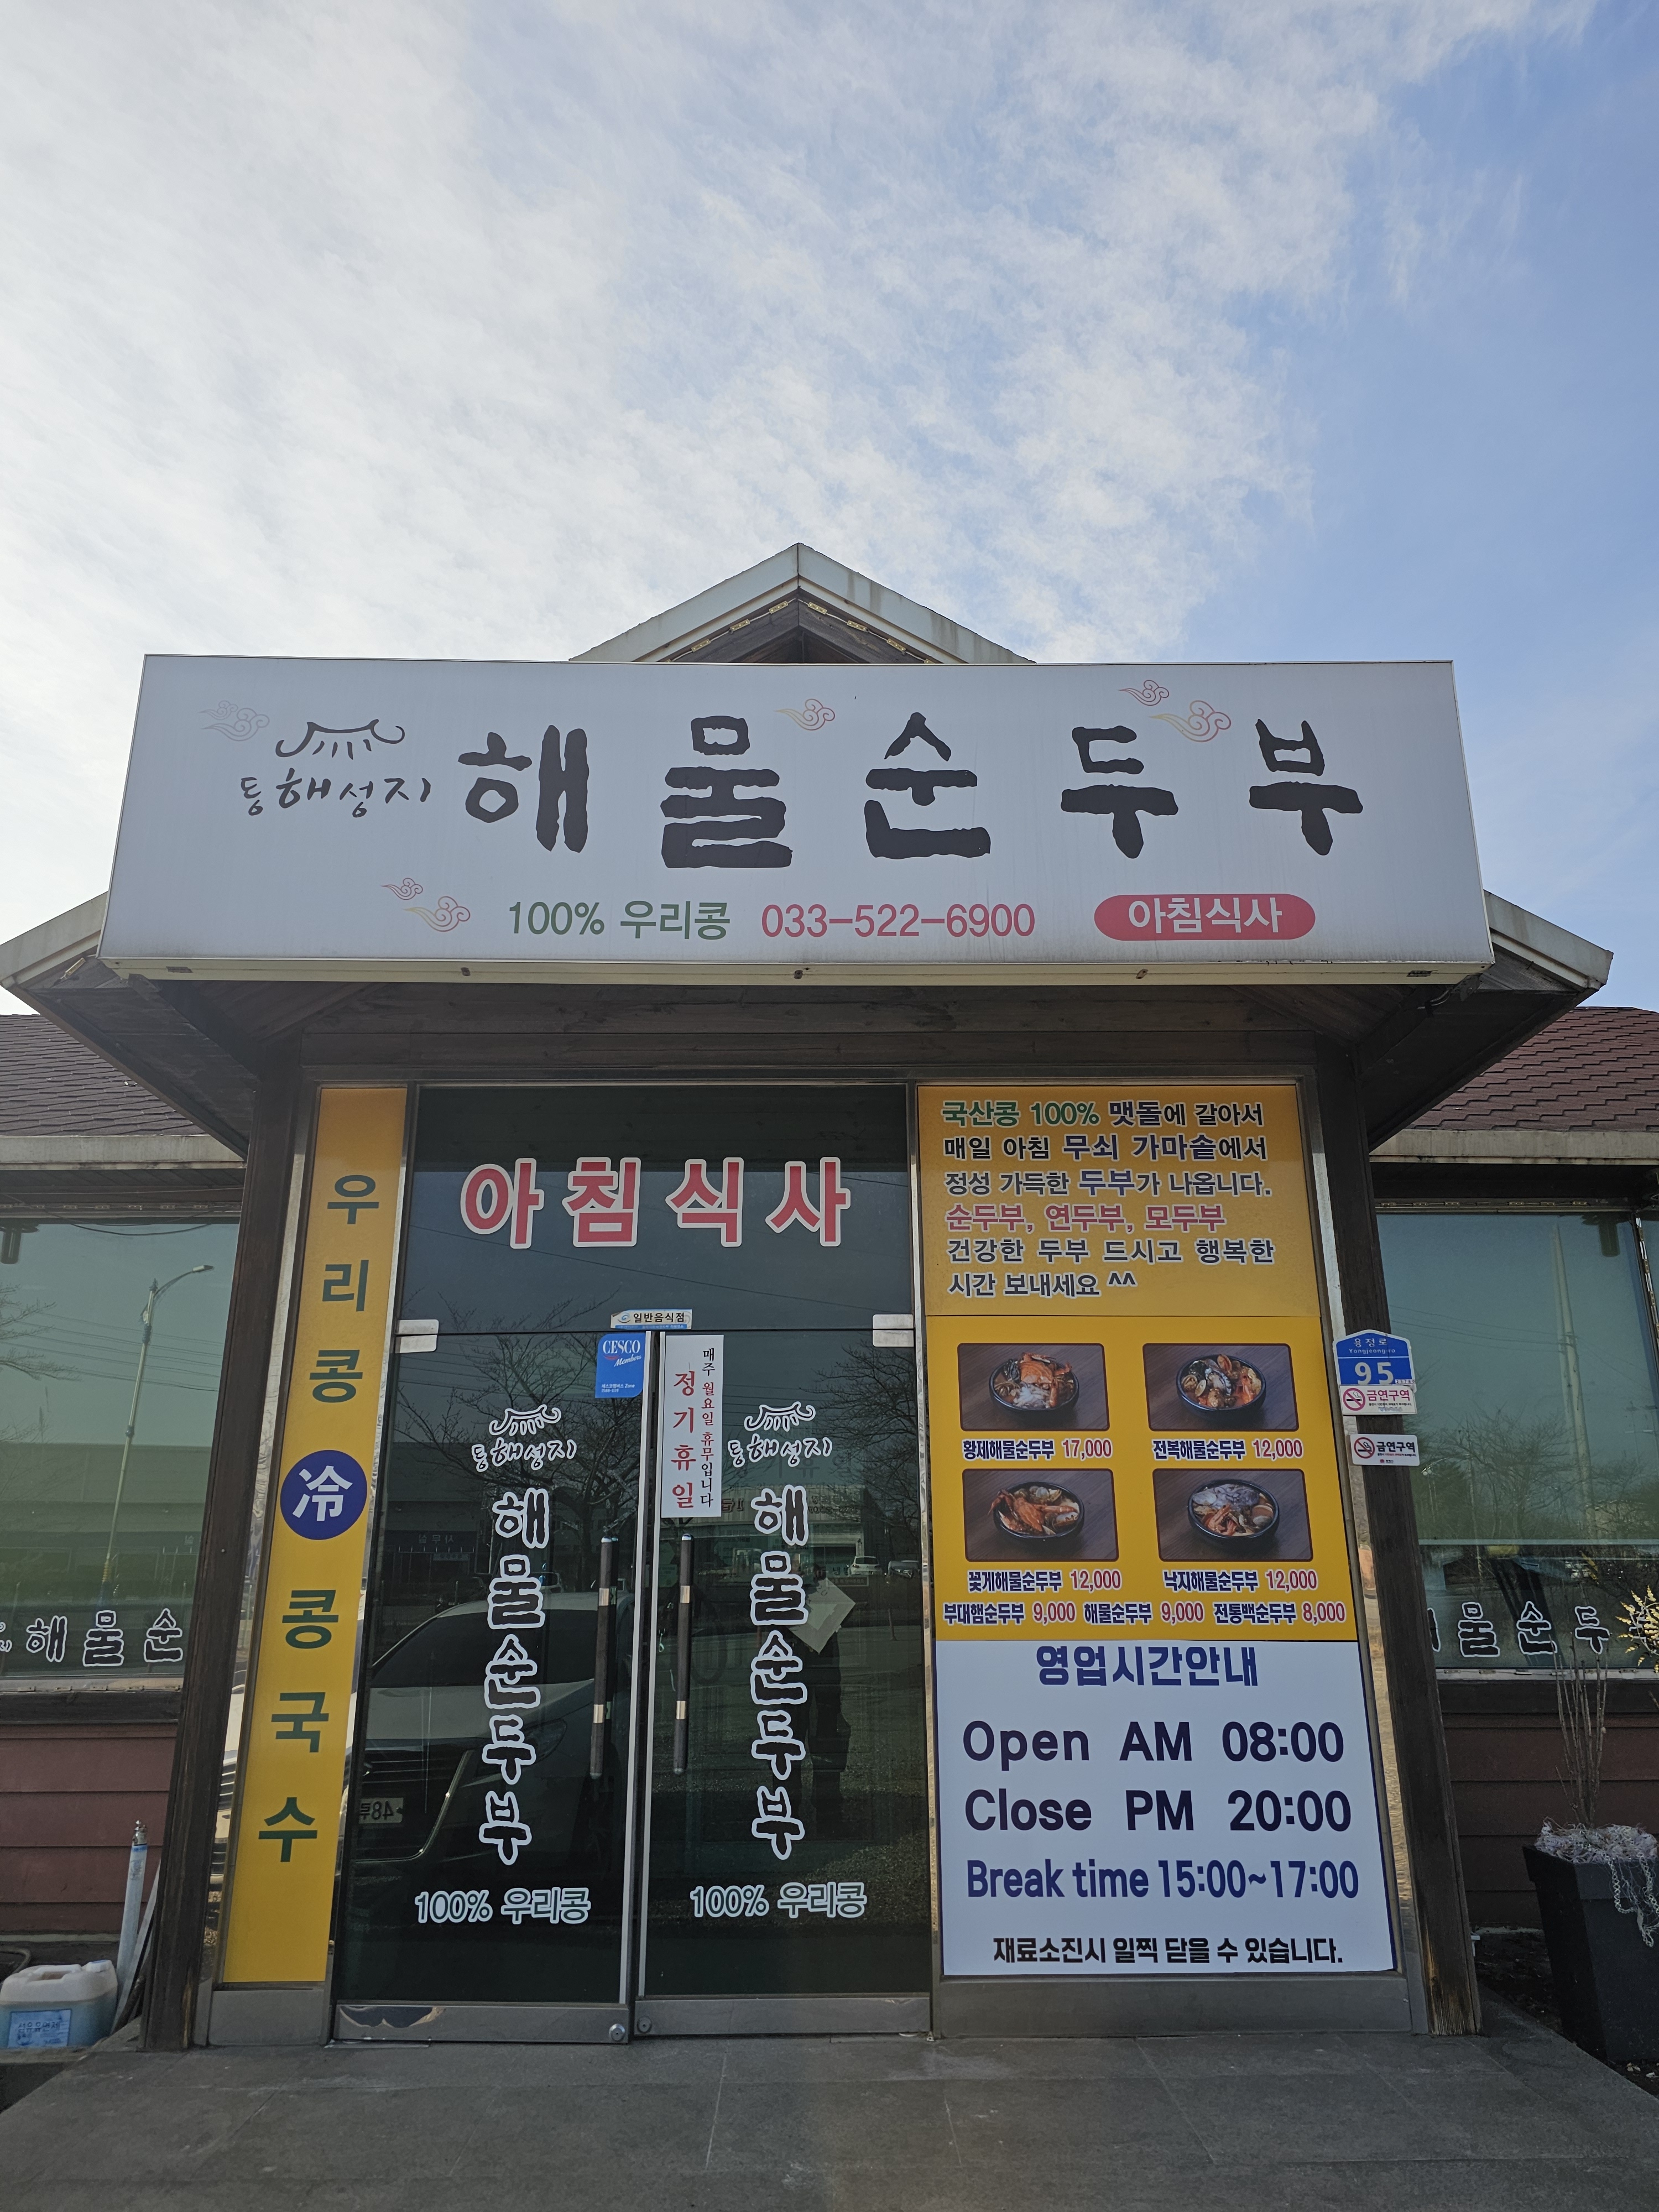 통해성지
해물순두부
100% 우리콩 033-522-6900 아침식사
우리콩 冷 콩국수
아침식사
일반음식점
CESCO
Members
매주 월요일 휴무입니다
정기휴일
통해성지
해물순두부
100% 우리콩
통해성지
해물순두부
100% 우리콩
국산콩 100% 맷돌에 갈아서
매일 아침 무쇠 가마솥에서
정성 가득한 두부가 나옵니다.
순두부, 연두부, 모두부
건강한 두부 드시고 행복한
시간 보내세요 ^^
황제해물순두부 17,000 전복해물순두부 12,000
꽃게해물순두부 12,000 낙지해물순두부 12,000
부대햄순두부 9,000 해물순두부 9,000 전통백순두부 8,000
영업시간안내
Open AM 08:00
Close PM 20:00
Break time 15:00~17:00
재료소진시 일찍 닫을 수 있습니다.
용정로
Yongjeong-ro
95
금연구역
금연구역
해물순
물순두